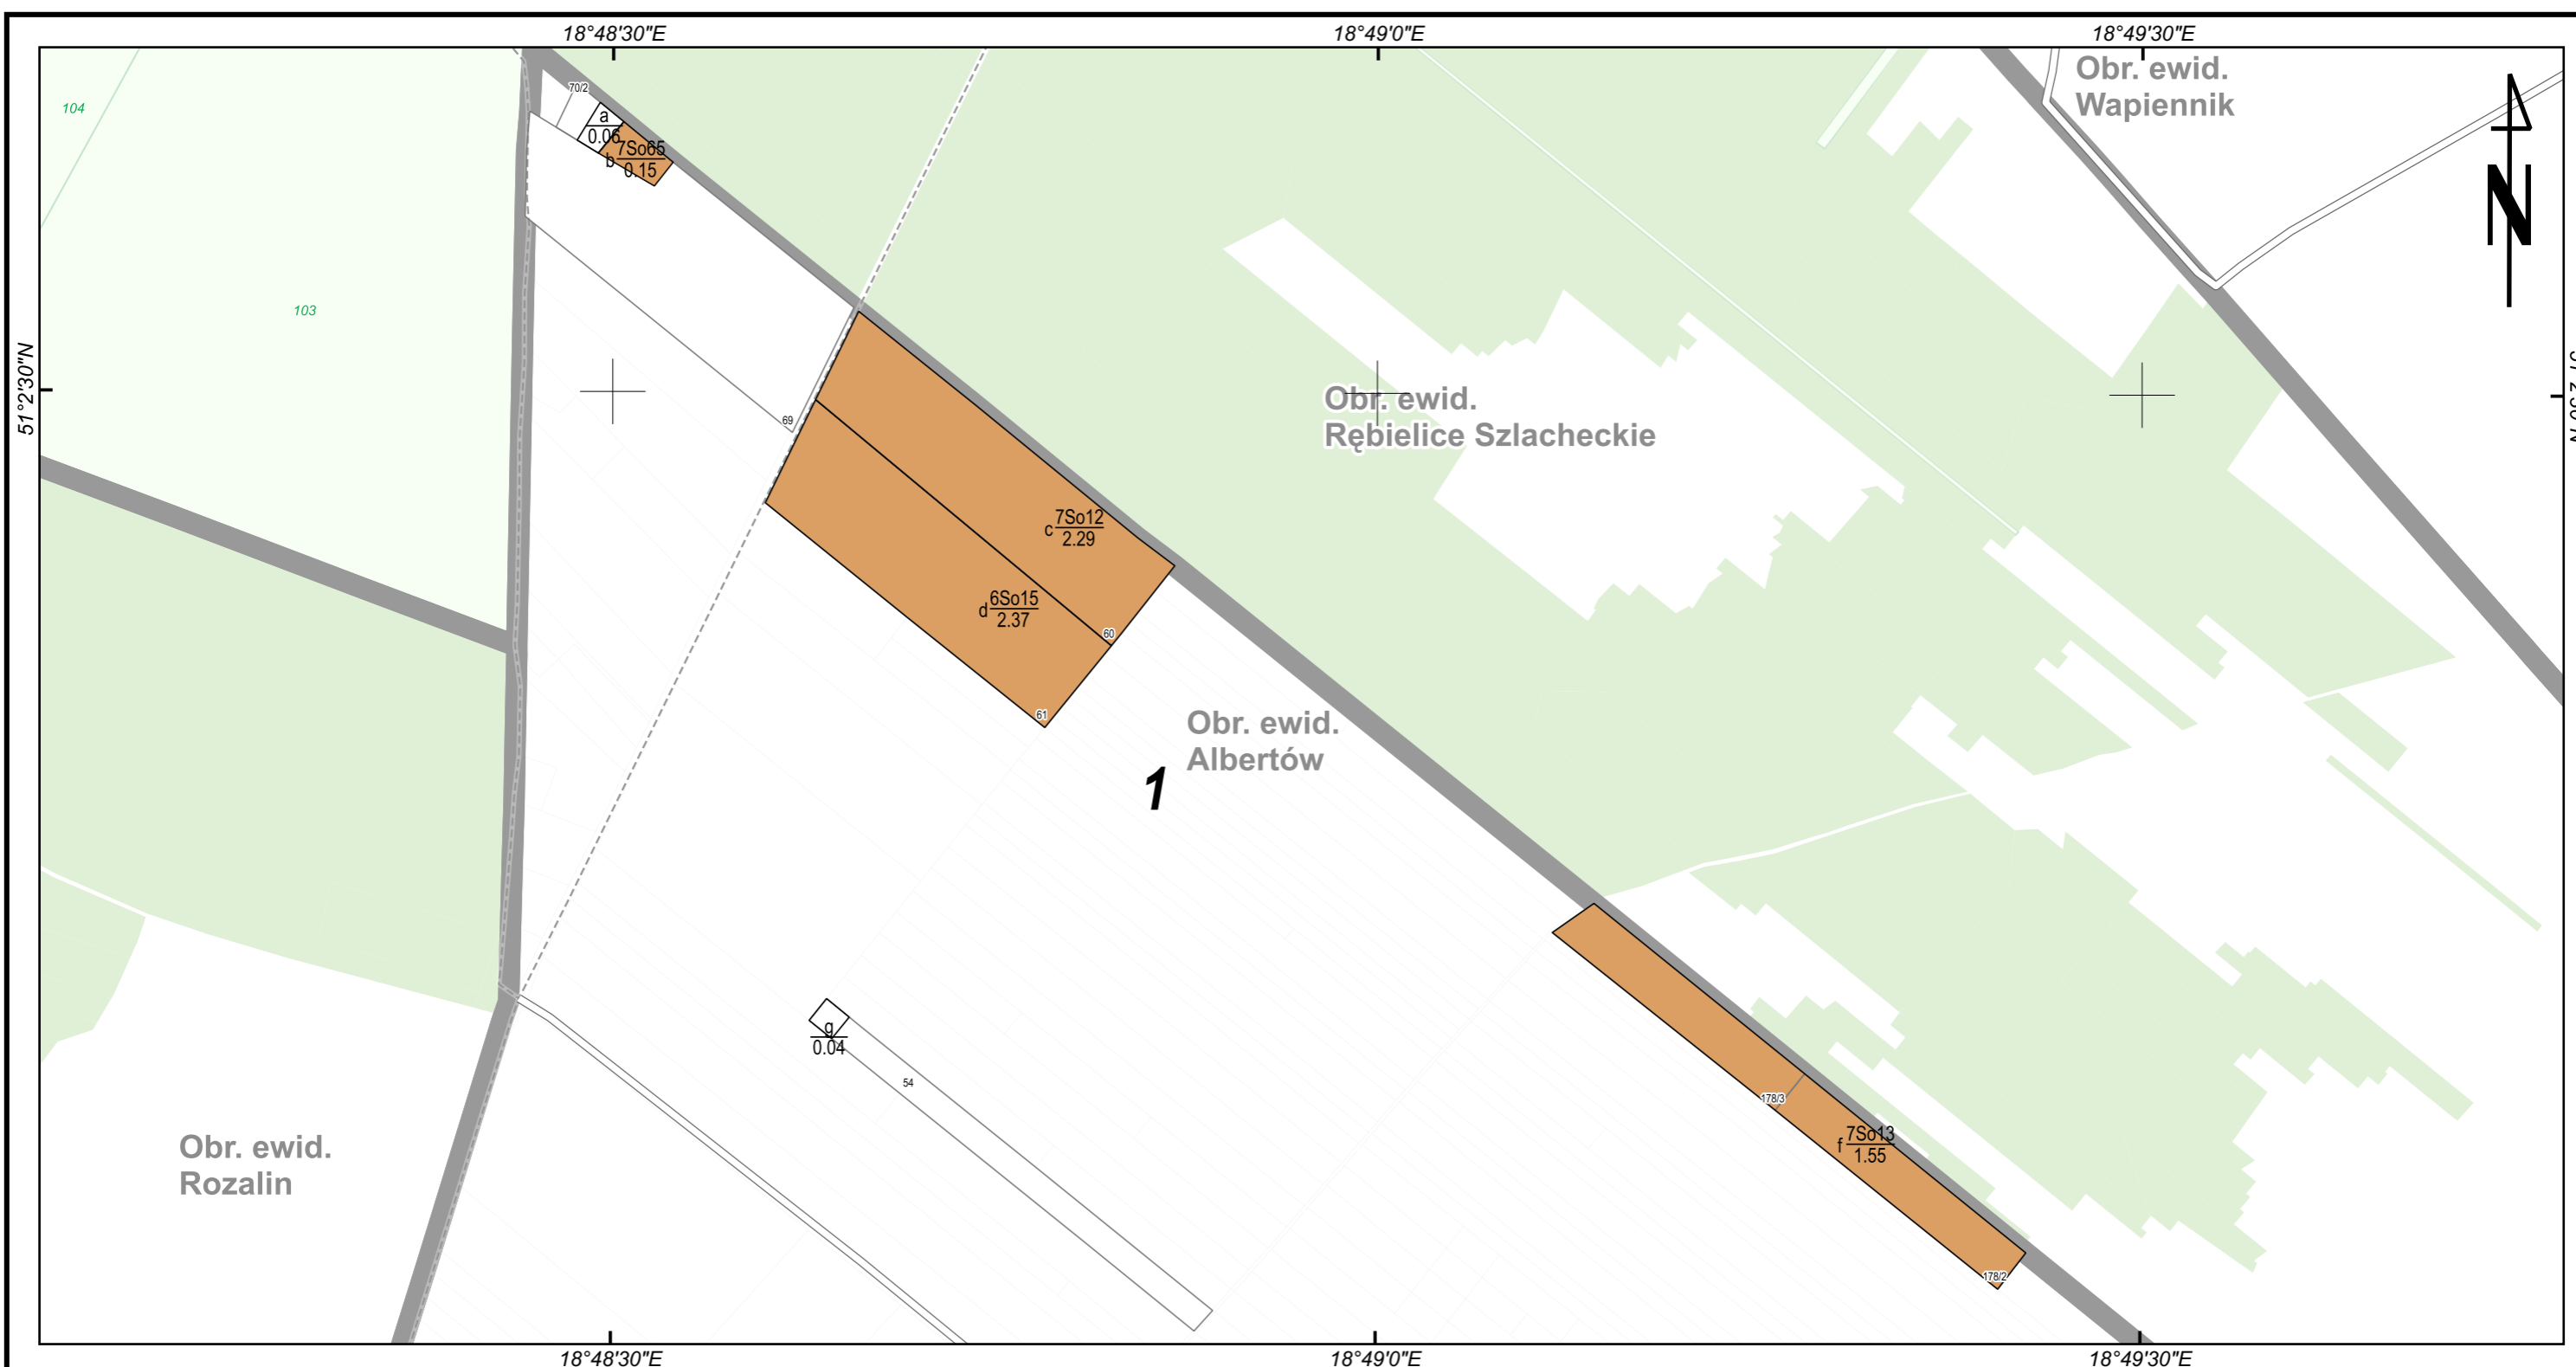 18°48'30"E
18°49'0"E
18°49'30"E
Obr. ewid.
Wapiennik
104
70/2
a
0.06
b 7So65
0.15
N
103
51°2'30"N
51°2'30"N
69
Obr. ewid.
Rębielice Szlacheckie
c 7So12
2.29
d 6So15
2.37
60
61
Obr. ewid.
Albertów
1
g
0.04
54
178/3
f 7So13
1.55
Obr. ewid.
Rozalin
178/2
18°48'30"E
18°49'0"E
18°49'30"E